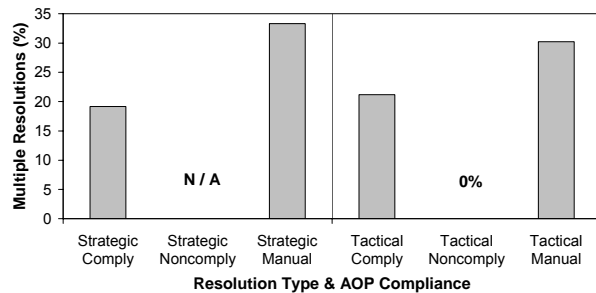 Multiple Resolutions (%)
35
30
25
20
15
10
5
0
N / A
0%
Strategic Comply
Strategic Noncomply
Strategic Manual
Tactical Comply
Tactical Noncomply
Tactical Manual
Resolution Type & AOP Compliance